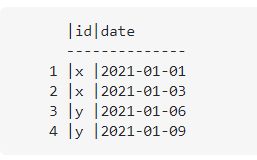 |id|date
--------------
1 |x |2021-01-01
2 |x |2021-01-03
3 |y |2021-01-06
4 |y |2021-01-09